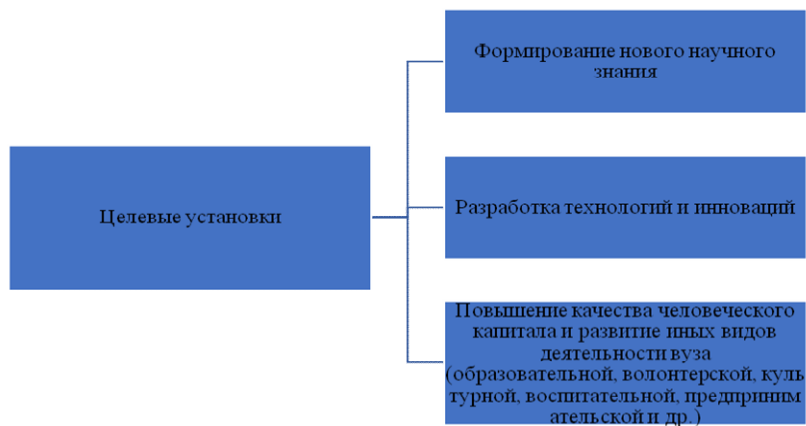 Целевые установки
Формирование нового научного
знания
Разработка технологий и инноваций
Повышение качества человеческого
капитала и развитие иных видов
деятельности вуза
(образовательной, волонтерской, куль
турной, воспитательной, предприним
ательской и др.)